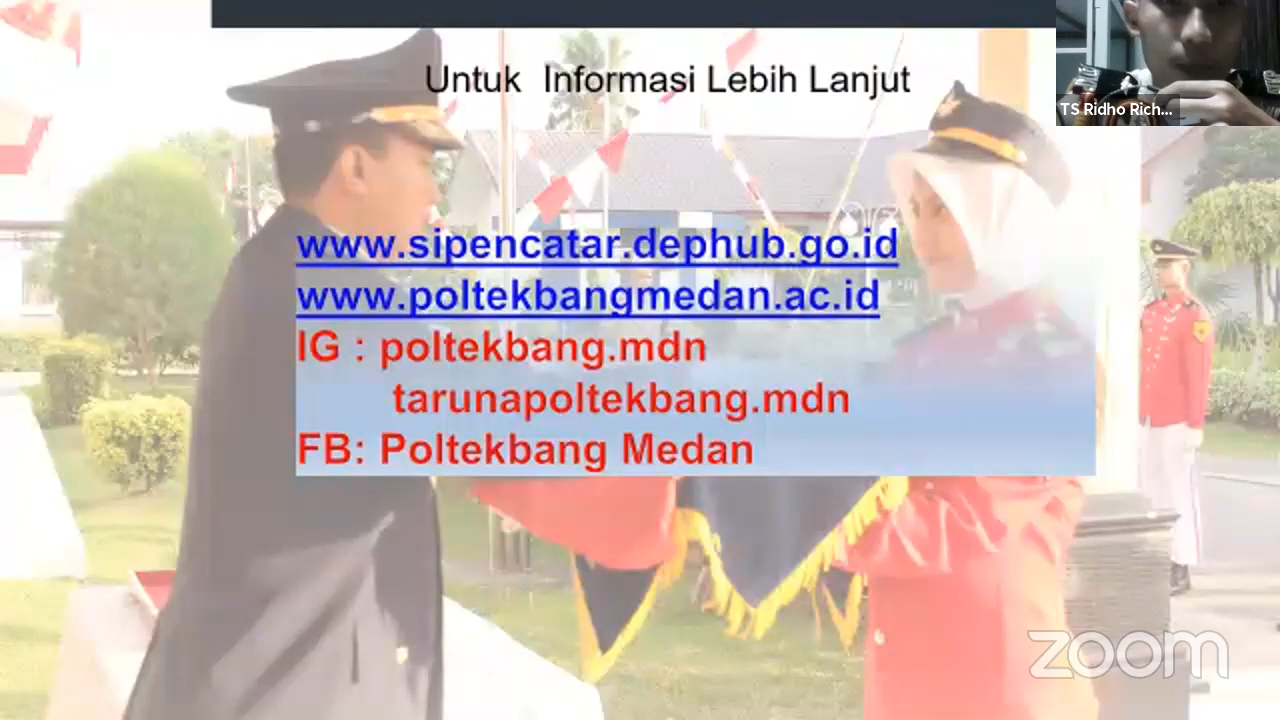 Untuk Informasi Lebih Lanjut
TS Ridho Rich...
www.sipencatar.dephub.go.id
www.poltekbangmedan.ac.id
IG : poltekbang.mdn
tarunapoltekbang.mdn
FB: Poltekbang Medan
zoom